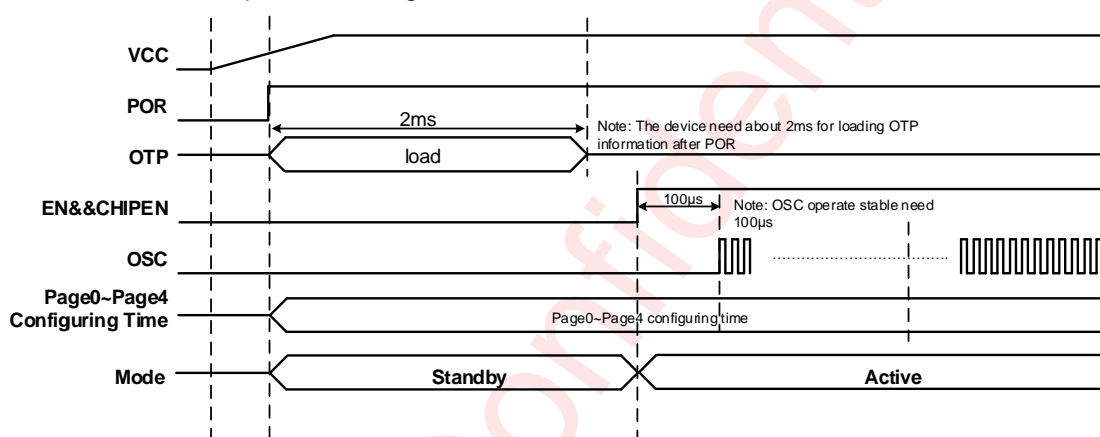 VCC
POR
2ms
Note: The device need about 2ms for loading OTP
information after POR
OTP
load
EN&&CHIPEN
100µs
Note: OSC operate stable need
100µs
OSC
Page0~Page4
Configuring Time
Page0~Page4 configuring time
Mode
Standby
Active
confident